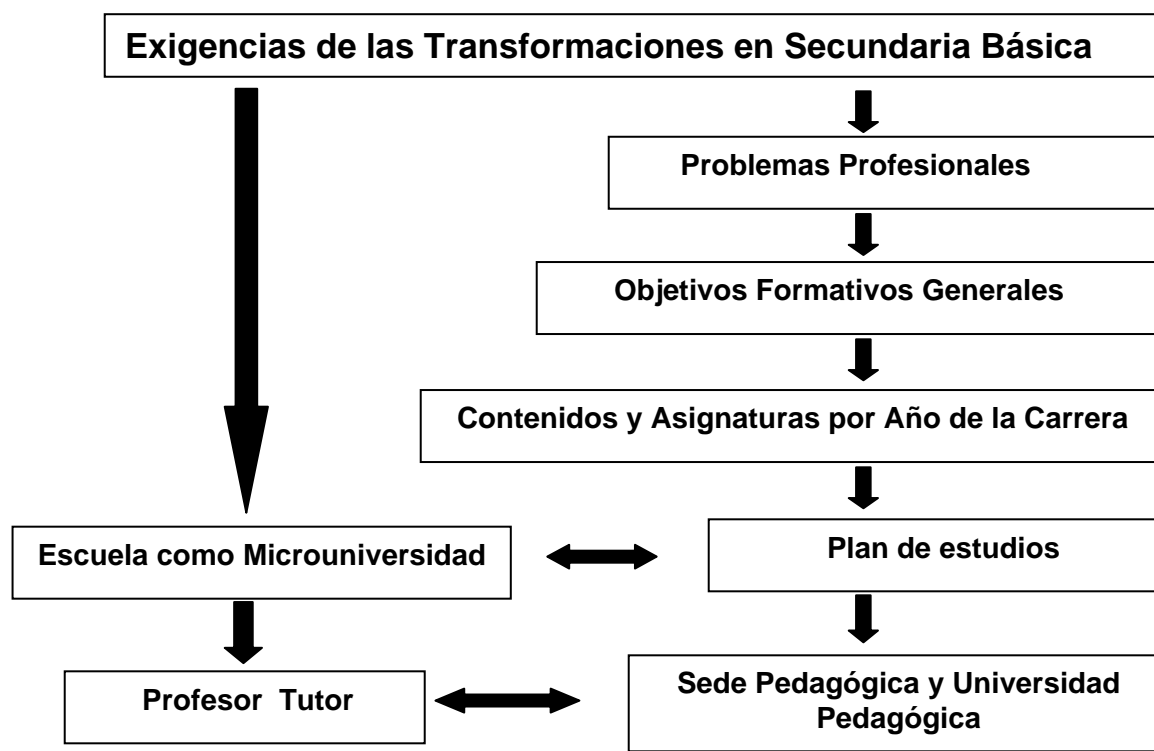 Exigencias de las Transformaciones en Secundaria Básica
Problemas Profesionales
Objetivos Formativos Generales
Contenidos y Asignaturas por Año de la Carrera
Escuela como Microuniversidad
Plan de estudios
Profesor Tutor
Sede Pedagógica y Universidad
Pedagógica